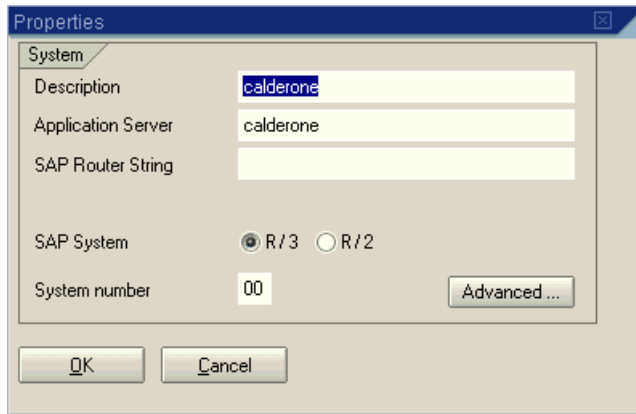 Properties
System
Description calderone
Application Server calderone
SAP Router String
SAP System R/3 R/2
System number 00 Advanced ...
OK Cancel